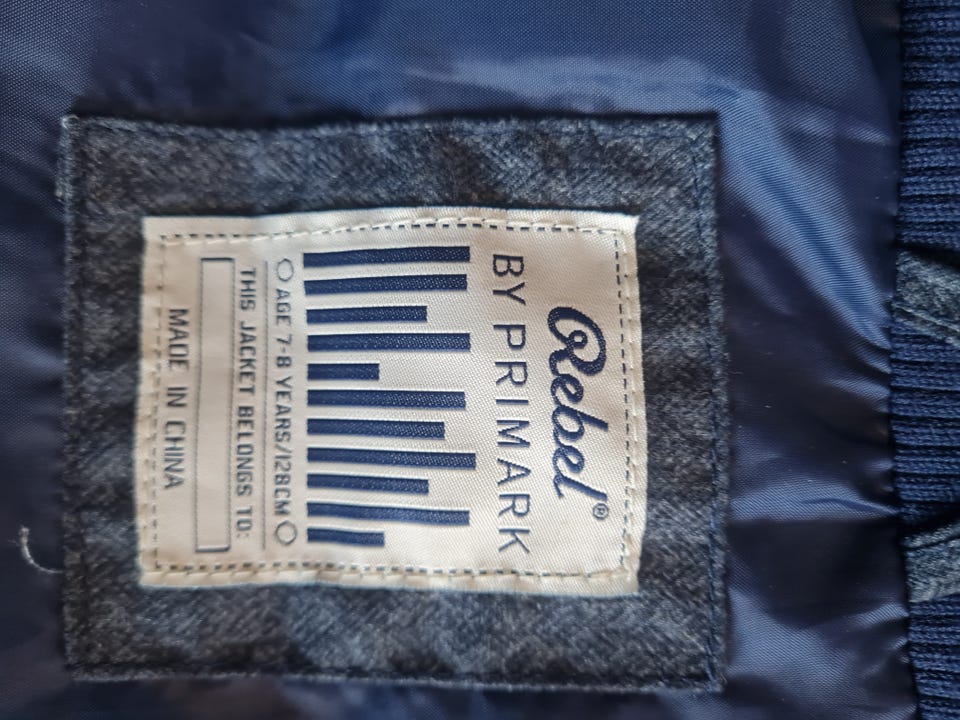 Rebel®
BY PRIMARK
AGE 7-8 YEARS/128CM
THIS JACKET BELONGS TO:
MADE IN CHINA